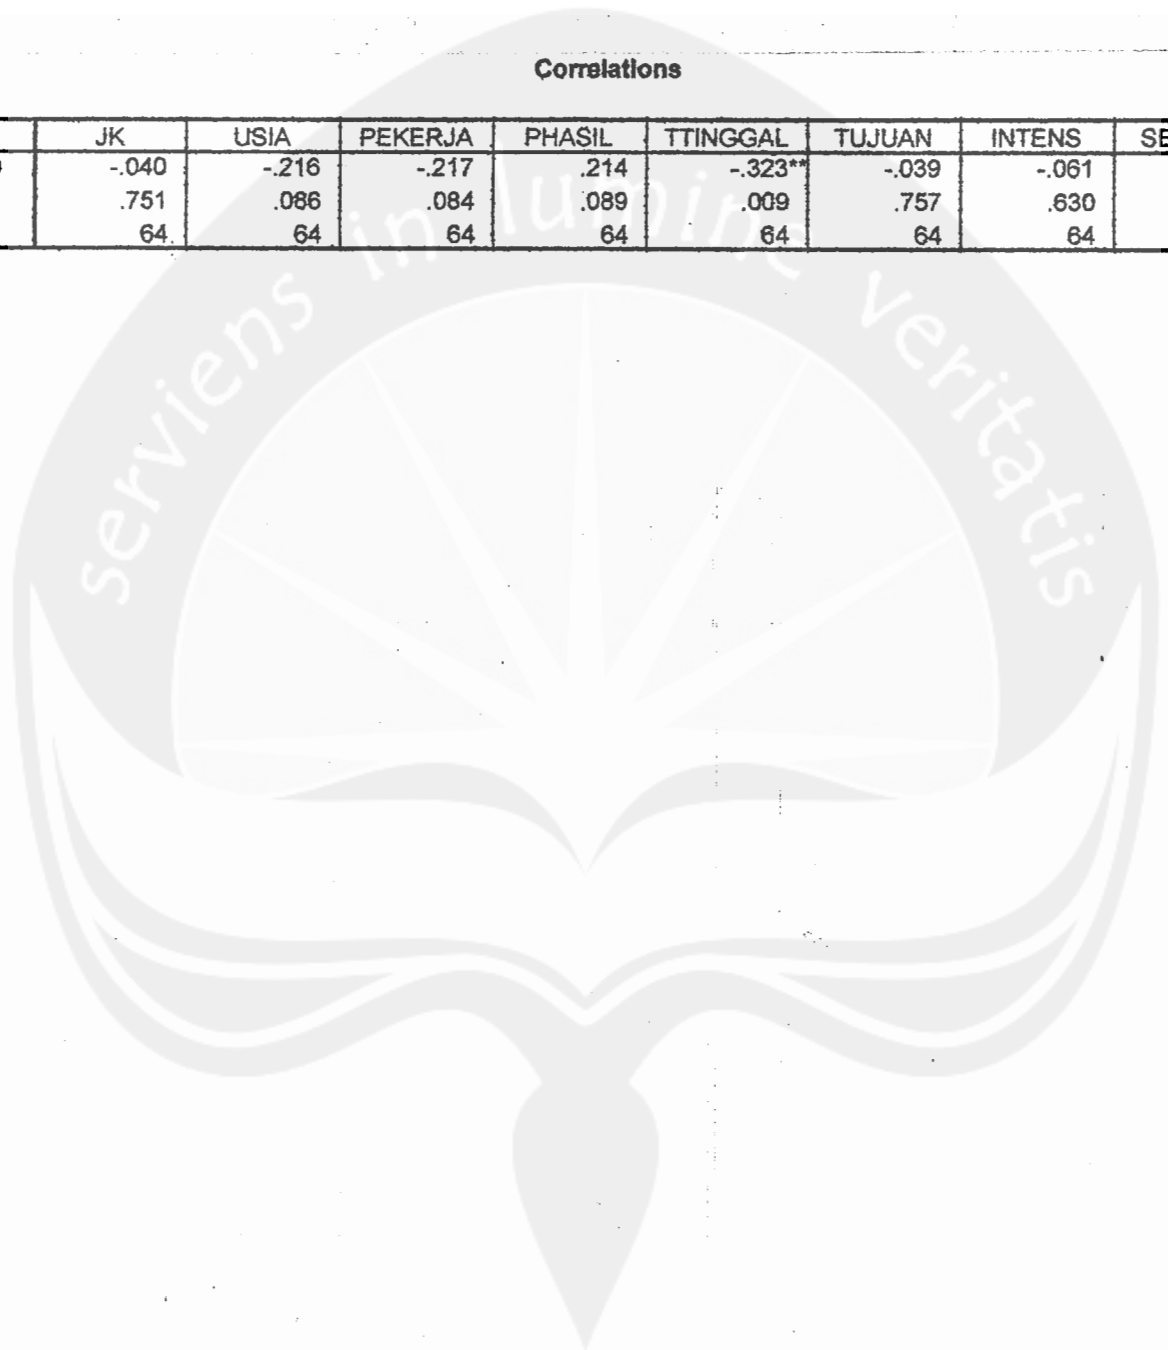 Correlations
JK USIA PEKERJA PHASIL TTINGGAL TUJUAN INTENS
-.040 -.216 -.217 .214 -.323** -.039 -.061
.751 .086 .084 .089 .009 .757 .630
64 64 64 64 64 64 64
serviens in lumine veritatis